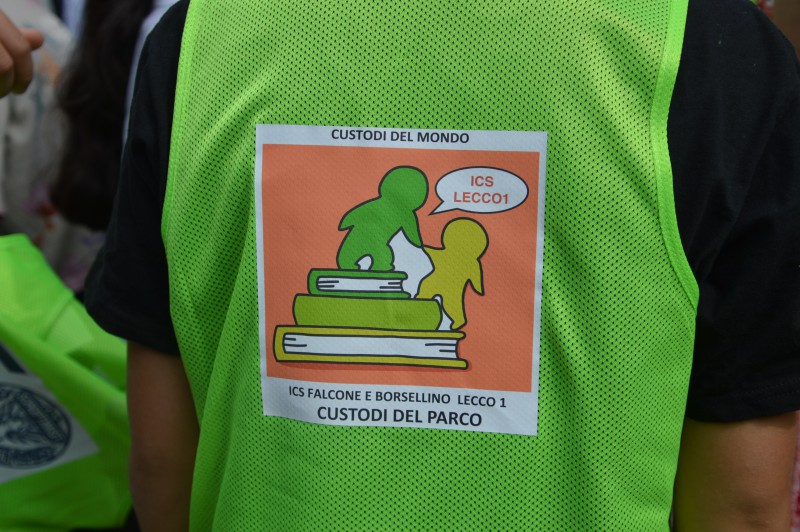 CUSTODI DEL MONDO
ICS
LECCO1
ICS FALCONE E BORSELLINO LECCO 1
CUSTODI DEL PARCO